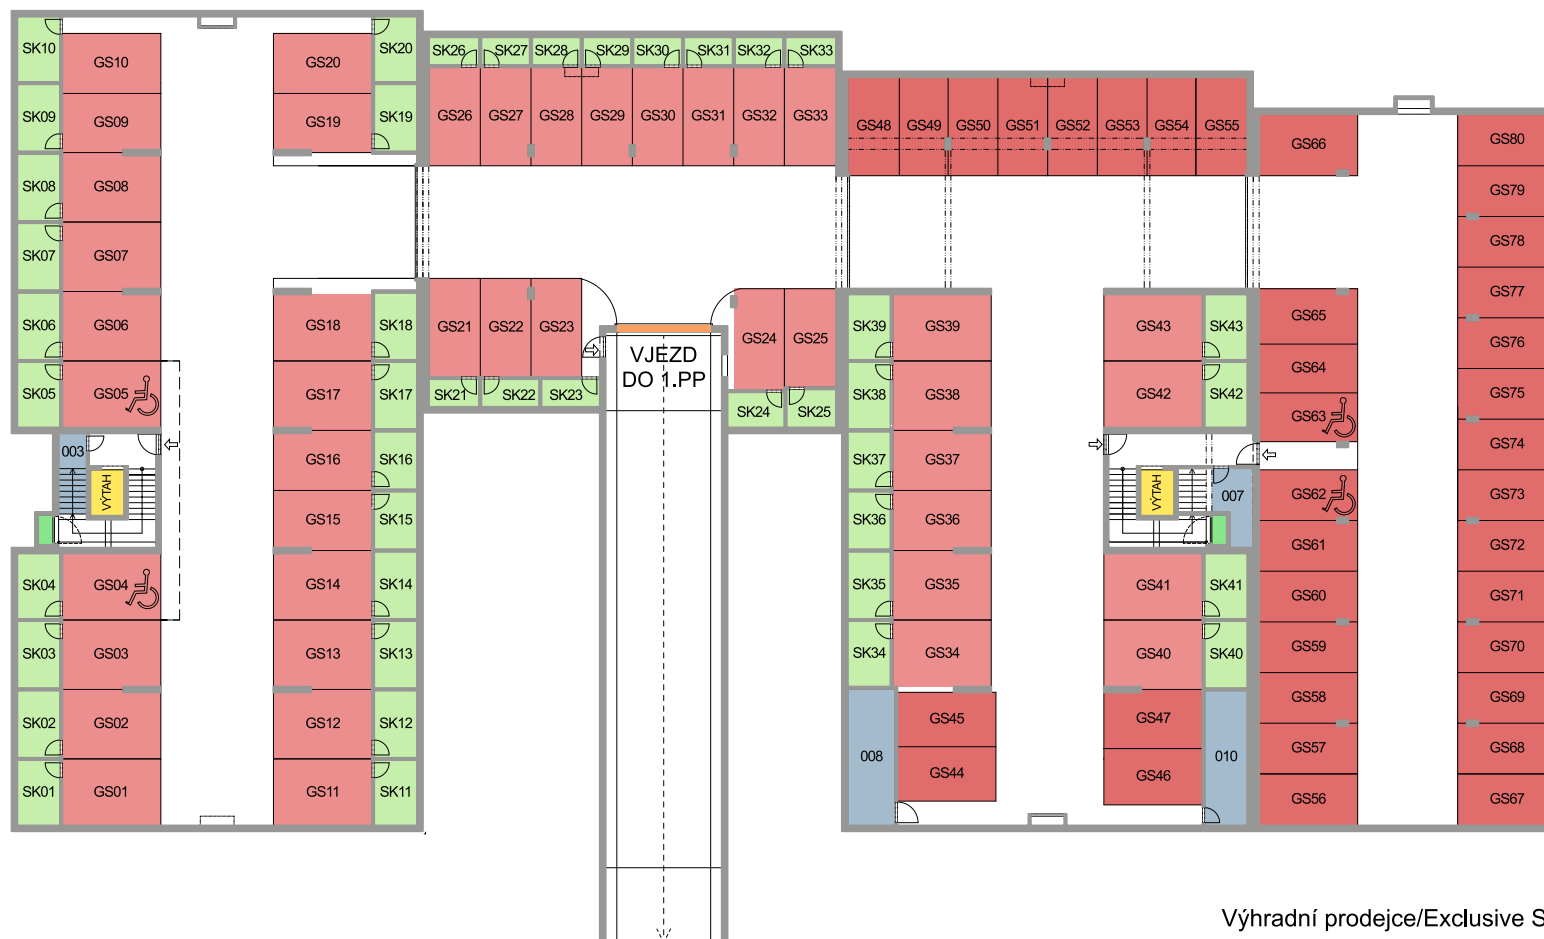 SK10
GS10
GS20
SK20
SK09
GS09
GS19
SK19
SK08
GS08
SK07
GS07
SK06
GS06
GS18
SK18
SK05
GS05
GS17
SK17
003
VÝTAH
GS16
SK16
GS15
SK15
SK04
GS04
GS14
SK14
SK03
GS03
GS13
SK13
SK02
GS02
GS12
SK12
SK01
GS01
GS11
SK11
SK26 SK27 SK28 SK29 SK30 SK31 SK32 SK33
GS26 GS27 GS28 GS29 GS30 GS31 GS32 GS33
GS21 GS22 GS23
SK21 SK22 SK23
VJEZD
DO 1.PP
GS24 GS25
SK24 SK25
GS48 GS49 GS50 GS51 GS52 GS53 GS54 GS55
SK39
GS39
GS43
SK43
SK38
GS38
GS42
SK42
SK37
GS37
VÝTAH
007
SK36
GS36
SK35
GS35
GS41
SK41
SK34
GS34
GS40
SK40
008
GS45
GS47
010
GS44
GS46
GS66
GS80
GS79
GS78
GS77
GS65
GS76
GS64
GS75
GS63
GS74
GS62
GS73
GS61
GS72
GS60
GS71
GS59
GS70
GS58
GS69
GS57
GS68
GS56
GS67
Výhradní prodejce/Exclusive S